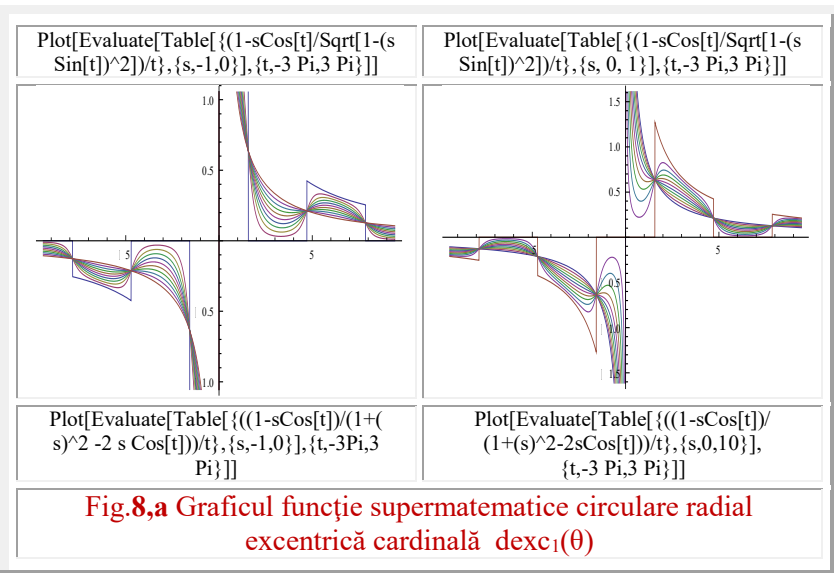 Plot[Evaluate[Table[{(1-sCos[t]/Sqrt[1-(s
Sin[t])^2])/t},{s,-1,0}],{t,-3 Pi,3 Pi}]]
Plot[Evaluate[Table[{(1-sCos[t]/Sqrt[1-(s
Sin[t])^2])/t},{s, 0, 1}],{t,-3 Pi,3 Pi}]]
1.0
0.5
5
5
0.5
1.0
1.5
1.0
0.5
5
5
0.5
1.0
1.5
Plot[Evaluate[Table[{((1-sCos[t])/(1+(
s)^2 -2 s Cos[t]))/t},{s,-1,0}],{t,-3Pi,3
Pi}]]
Plot[Evaluate[Table[{((1-sCos[t])/
(1+(s)^2-2sCos[t]))/t},{s,0,10}],
{t,-3 Pi,3 Pi}]]
Fig.8,a Graficul funcţie supermatematice circulare radial
excentrică cardinală dexc₁(θ)